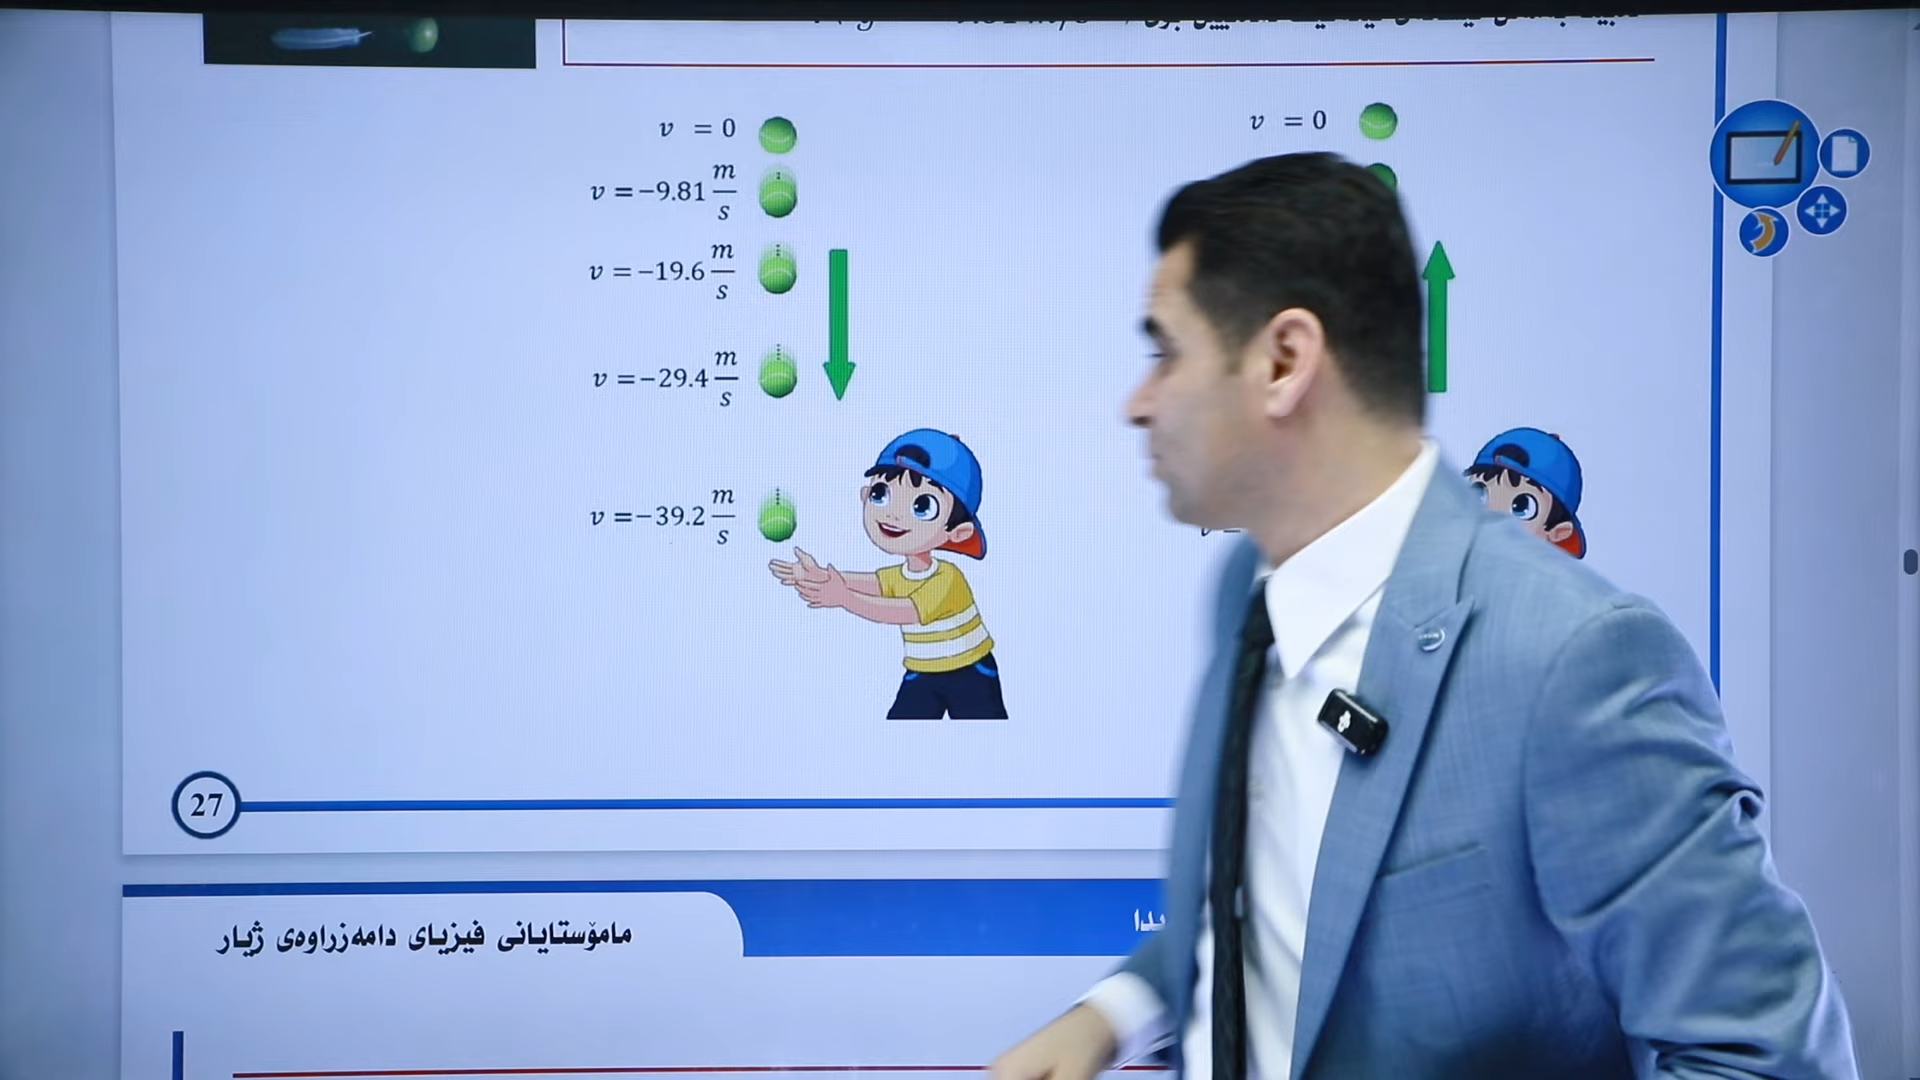 v = 0
v = −9.81 m/s
v = −19.6 m/s
v = −29.4 m/s
v = −39.2 m/s
v = 0
27
مامۆستایانی فیزیای دامەزراوەی ژیار